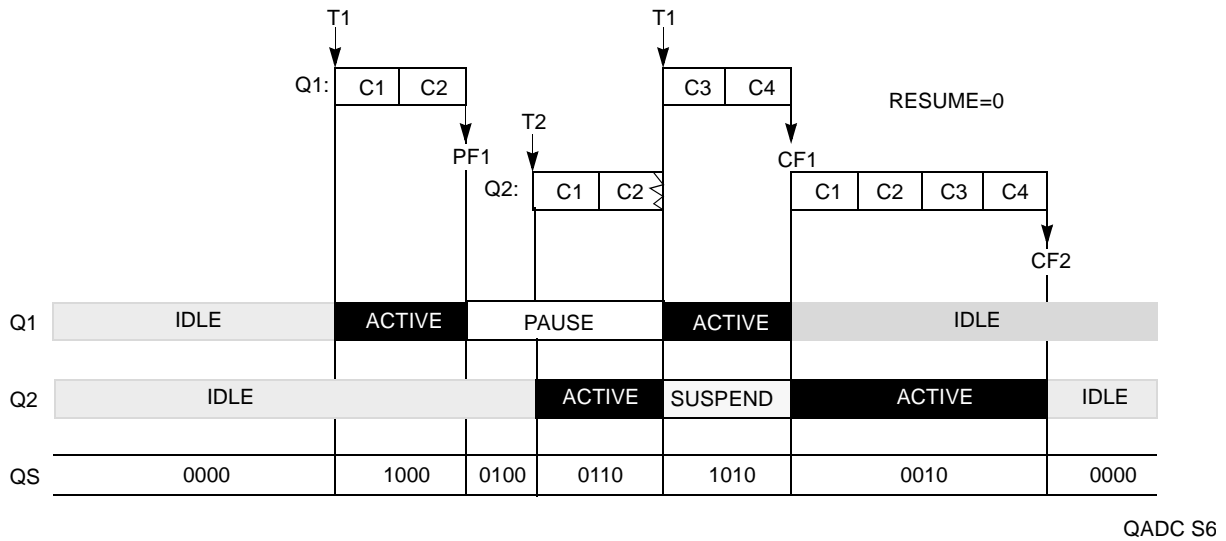 T1 T1
Q1: C1 C2 C3 C4
RESUME=0
T2
PF1 CF1
Q2: C1 C2 C1 C2 C3 C4
CF2
Q1 IDLE ACTIVE PAUSE ACTIVE IDLE
Q2 IDLE ACTIVE SUSPEND ACTIVE IDLE
QS 0000 1000 0100 0110 1010 0010 0000
QADC S6